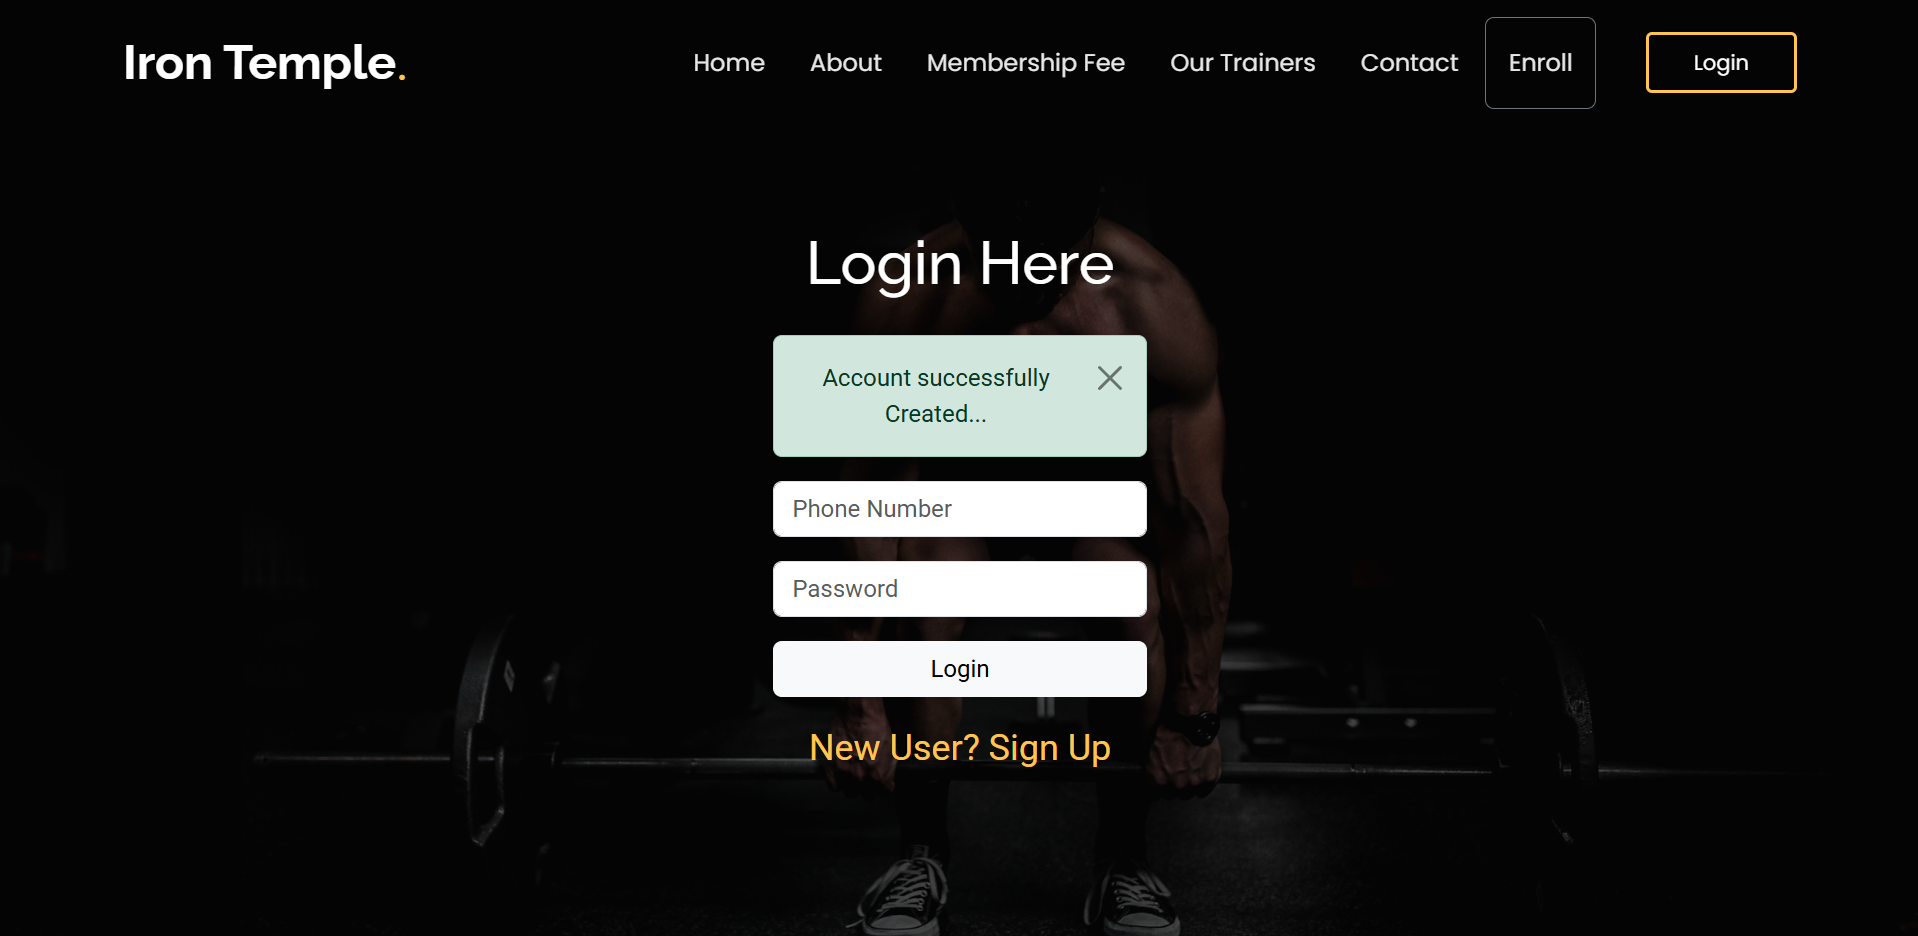 Iron Temple.
Home
About
Membership Fee
Our Trainers
Contact
Enroll
Login
Login Here
Account successfully
Created...
Phone Number
Password
Login
New User? Sign Up